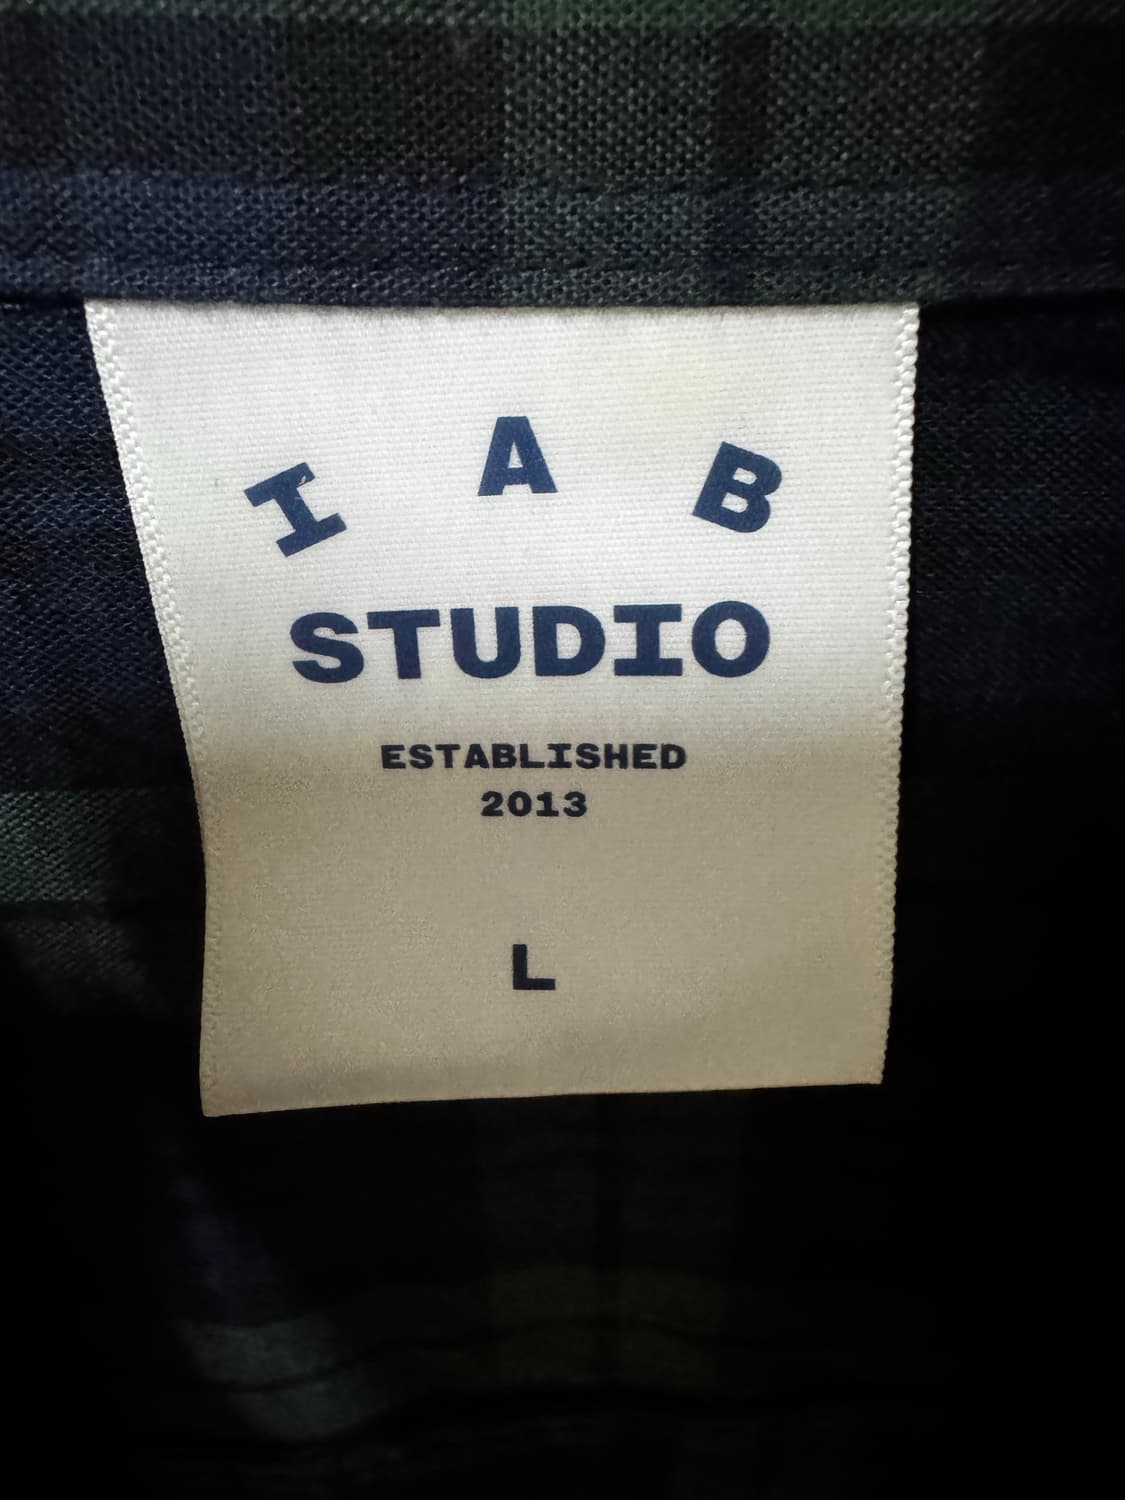 I A B
STUDIO
ESTABLISHED
2013
L